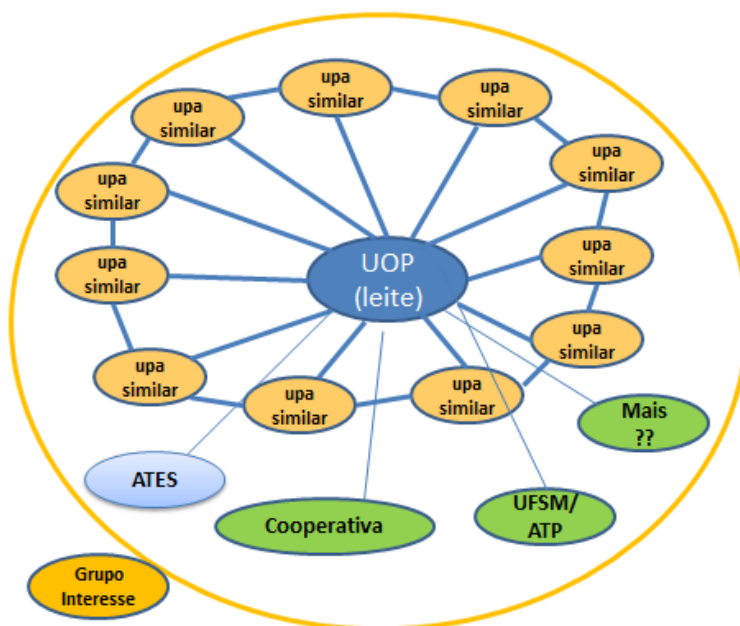 upa
similar
upa
similar
upa
similar
upa
similar
upa
similar
UOP
(leite)
upa
similar
upa
similar
upa
similar
upa
similar
upa
similar
upa
similar
Mais
??
ATES
Cooperativa
UFSM/
ATP
Grupo
Interesse